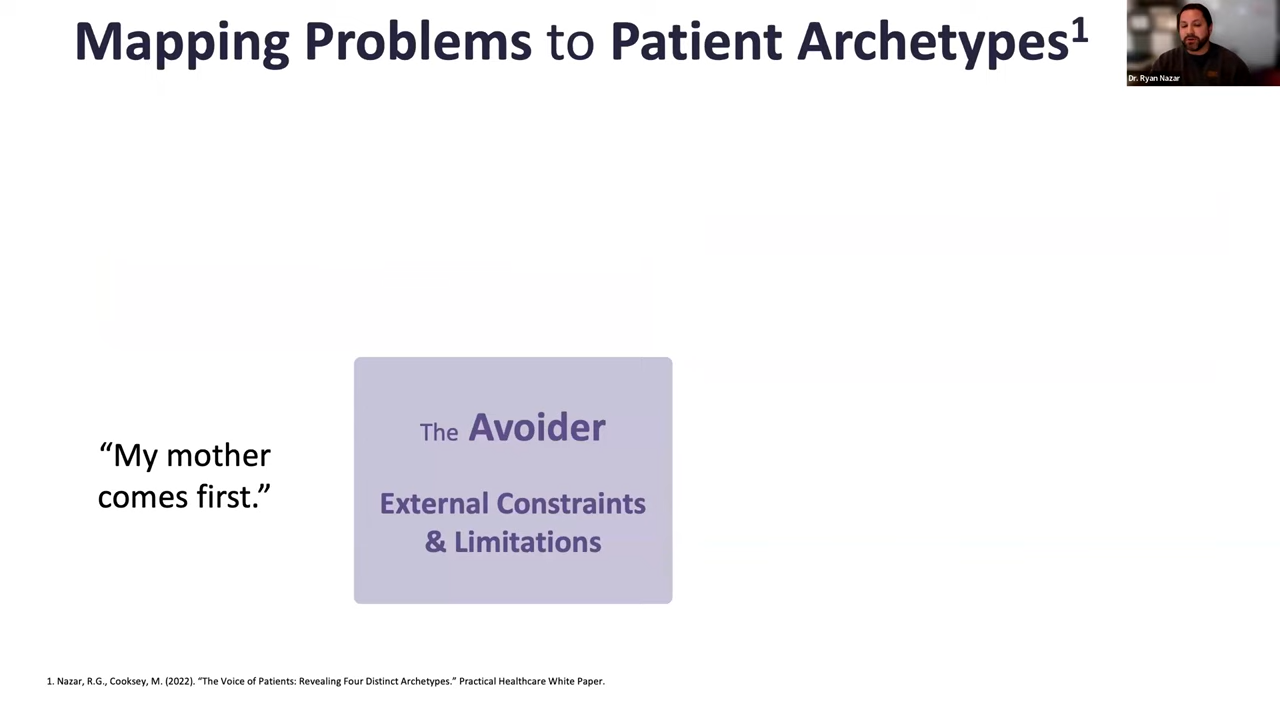 Mapping Problems to Patient Archetypes¹
Dr. Ryan Nazar
The Avoider
External Constraints
& Limitations
“My mother
comes first.”
1. Nazar, R.G., Cooksey, M. (2022). “The Voice of Patients: Revealing Four Distinct Archetypes.” Practical Healthcare White Paper.